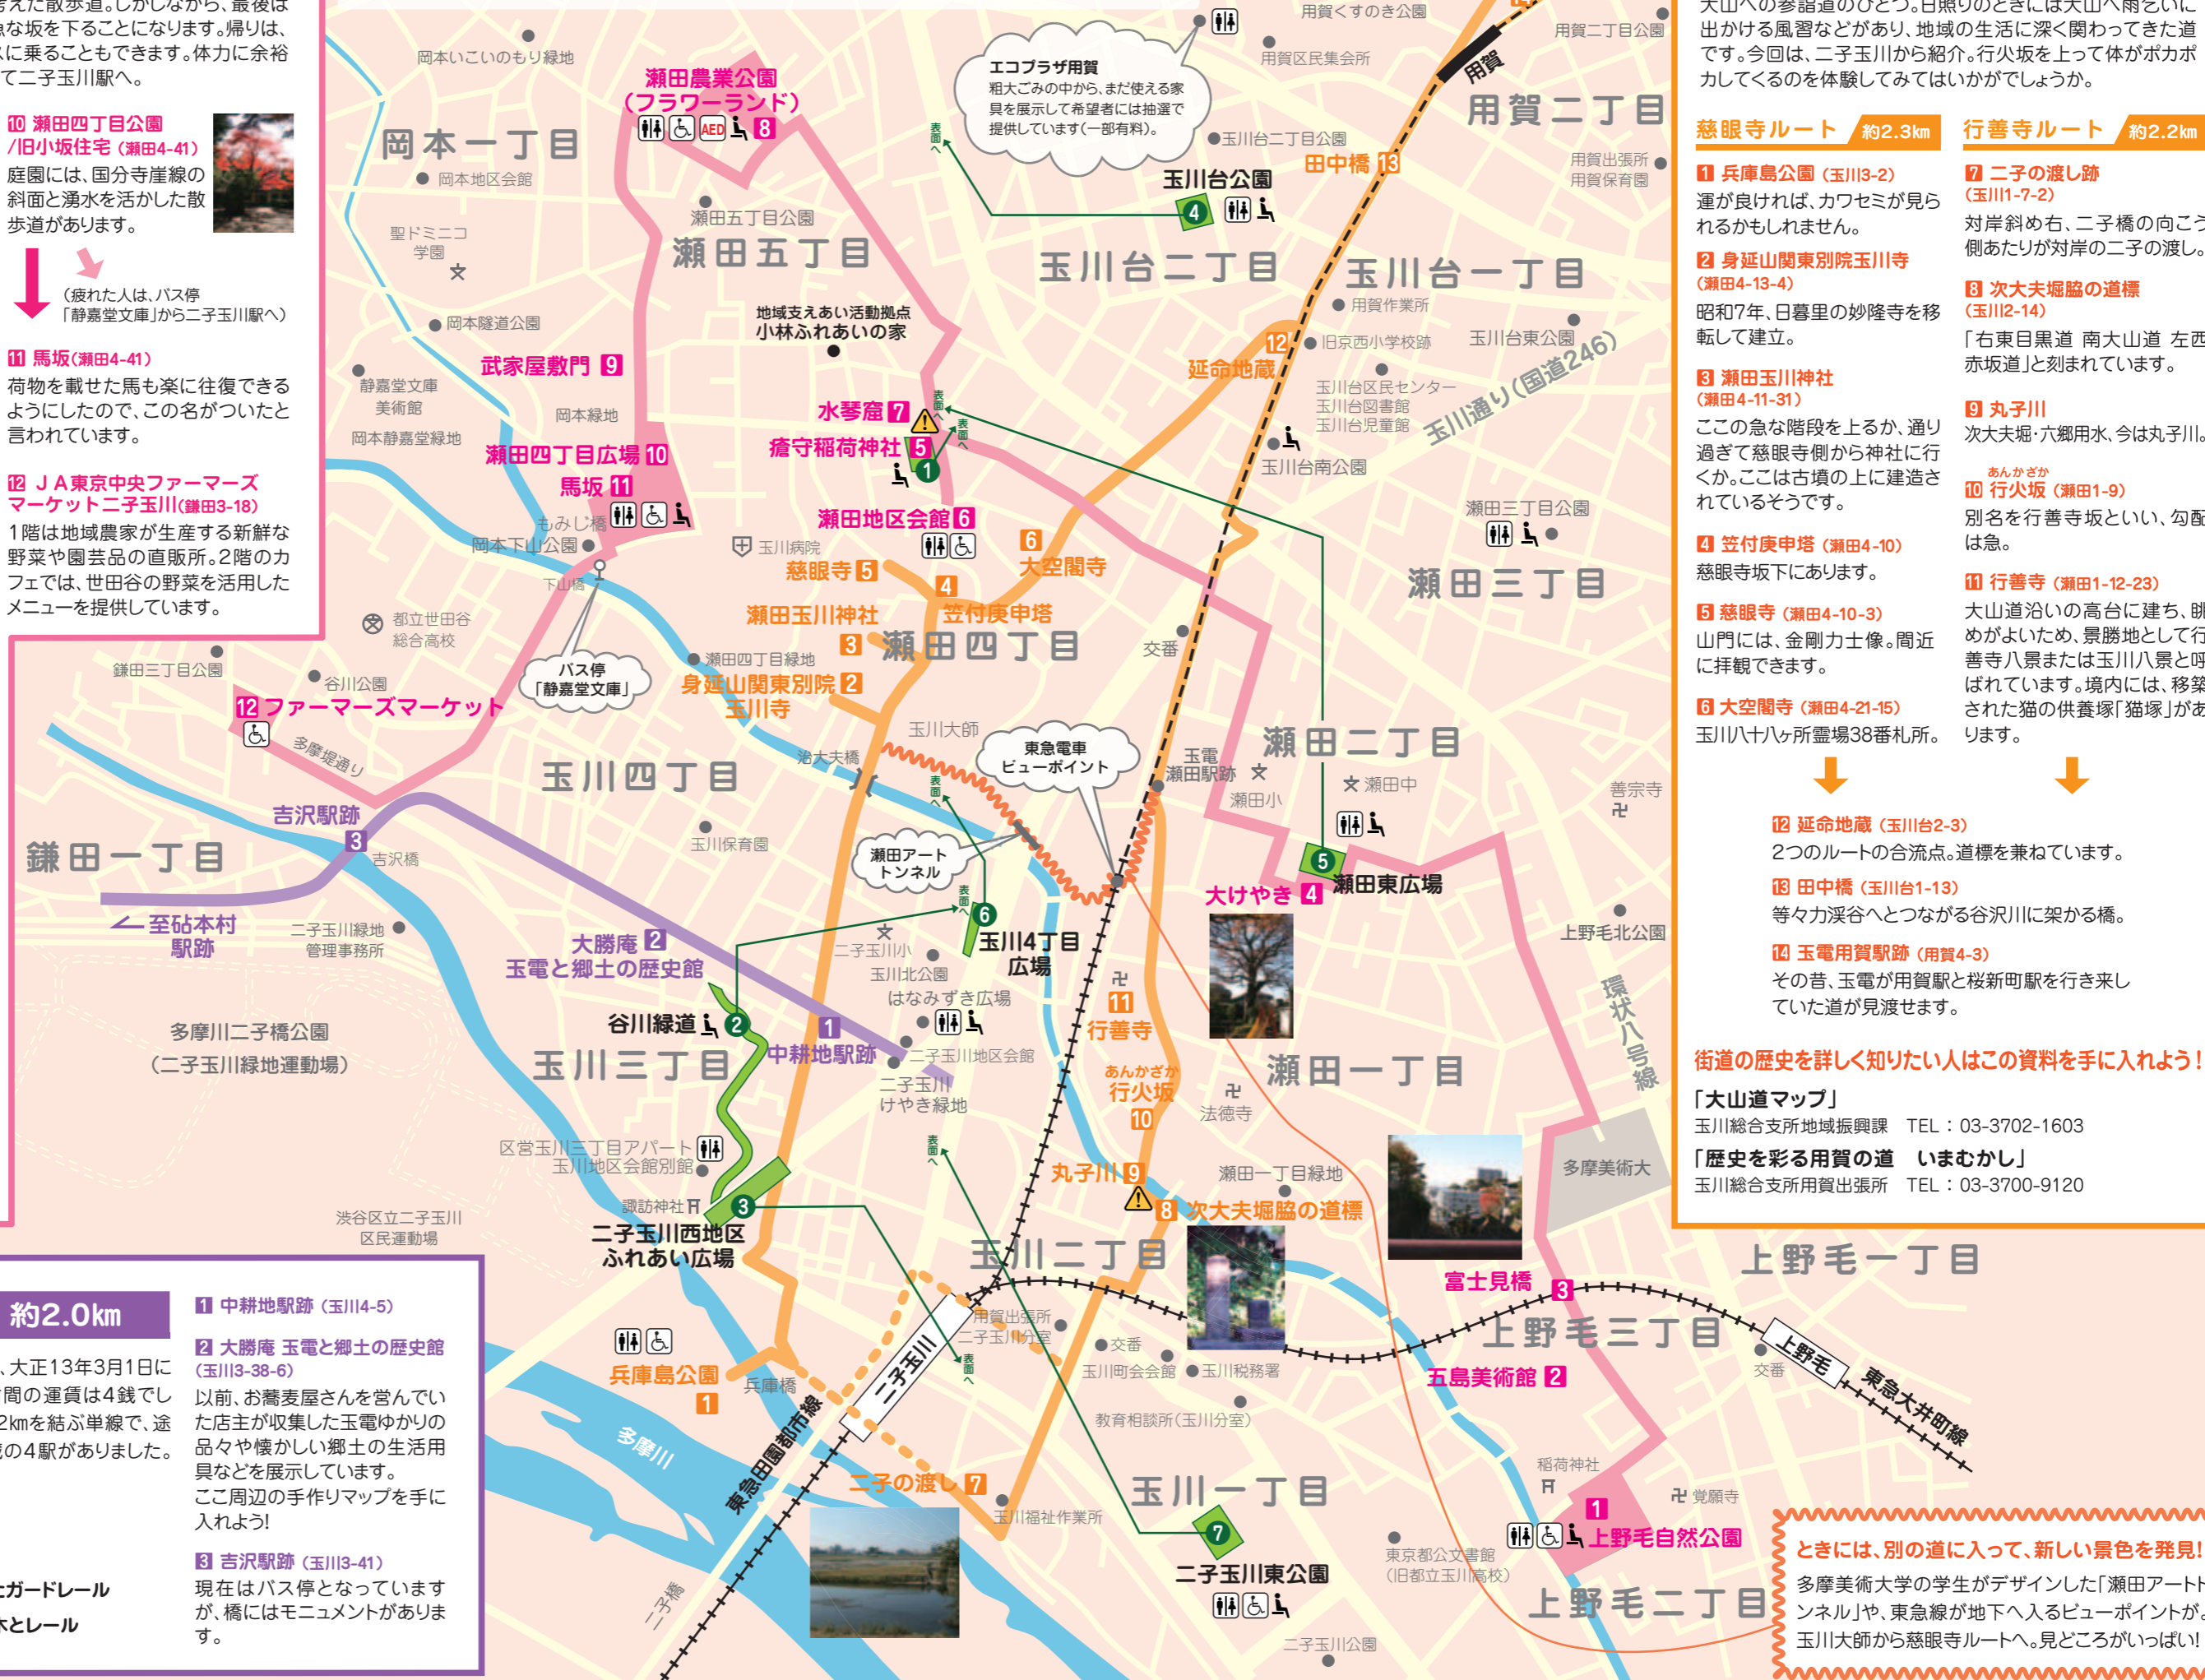 考えた散歩道。しかしながら、最後は
急な坂を下ることになります。帰りは、
スに乗ることもできます。体力に余裕
て二子玉川駅へ。
10 瀬田四丁目公園
/旧小坂住宅 (瀬田4-41)
庭園には、国分寺崖線の
斜面と湧水を活かした散
歩道があります。
(疲れた人は、バス停
「静嘉堂文庫」から二子玉川駅へ)
11 馬坂(瀬田4-41)
荷物を載せた馬も楽に往復できる
ようにしたので、この名がついたと
言われています。
12 JA東京中央ファーマーズ
マーケット二子玉川(鎌田3-18)
1階は地域農家が生産する新鮮な
野菜や園芸品の直販所。2階のカ
フェでは、世田谷の野菜を活用した
メニューを提供しています。
岡本いこいのもり緑地
瀬田農業公園
(フラワーランド)
AED 8
岡本一丁目
岡本地区会館
聖ドミニコ
学園
文
岡本隧道公園
瀬田五丁目公園
瀬田五丁目
地域支えあい活動拠点
小林ふれあいの家
武家屋敷門 9
静嘉堂文庫
美術館
岡本緑地
岡本静嘉堂緑地
瀬田四丁目広場 10
馬坂 11
もみじ橋
岡本下山公園
下山橋
バス停
「静嘉堂文庫」
都立世田谷
総合高校
鎌田三丁目公園
谷川公園
12 ファーマーズマーケット
多摩堤通り
エコプラザ用賀
粗大ごみの中から、まだ使える家
具を展示して希望者には抽選で
提供しています(一部有料)。
用賀くすのき公園
用賀区民集会所
用賀
14
用賀二丁目公園
用賀二丁目
用賀出張所
用賀保育園
玉川台二丁目公園
田中橋 13
表面へ
玉川台公園
4
玉川台二丁目
玉川台一丁目
用賀作業所
12
延命地蔵
旧京西小学校跡
玉川台東公園
玉川台区民センター
玉川台図書館
玉川台児童館
玉川通り(国道246)
玉川台南公園
水琴窟 7
表面へ
表面へ
瘡守稲荷神社 5
1
瀬田地区会館 6
瀬田三丁目公園
瀬田三丁目
玉川病院
慈眼寺 5
6
大空閣寺
4
笠付庚申塔
瀬田玉川神社
3
瀬田四丁目
瀬田四丁目緑地
身延山関東別院 2
玉川寺
交番
玉川大師
東急電車
ビューポイント
玉電
瀬田駅跡
文
瀬田小
瀬田二丁目
文 瀬田中
善宗寺
治大夫橋
玉川四丁目
玉川保育園
表面へ
瀬田アート
トンネル
表面へ
5
瀬田東広場
大けやき 4
上野毛北公園
環状八号線
吉沢駅跡
3
吉沢橋
鎌田一丁目
至砧本村
駅跡
二子玉川緑地
管理事務所
大勝庵 2
玉電と郷土の歴史館
文
二子玉川小
玉川北公園
6
玉川4丁目
広場
はなみずき広場
11
行善寺
多摩川二子橋公園
(二子玉川緑地運動場)
谷川緑道 2
1
中耕地駅跡
玉川三丁目
二子玉川地区会館
二子玉川
けやき緑地
あんかざか
行火坂
10
法徳寺
瀬田一丁目
区営玉川三丁目アパート
玉川地区会館別館
表面へ
丸子川 9
瀬田一丁目緑地
8 次大夫堀脇の道標
多摩美術大
諏訪神社
3
二子玉川西地区
ふれあい広場
渋谷区立二子玉川
区民運動場
玉川二丁目
富士見橋
3
上野毛一丁目
上野毛三丁目
用賀出張所
二子玉川分室
表面へ
交番
玉川町会会館
玉川税務署
教育相談所(玉川分室)
五島美術館 2
交番
上野毛
東急大井町線
兵庫島公園
1
兵庫橋
二子玉川
東急田園都市線
多摩川
二子橋
二子の渡し 7
玉川福祉作業所
玉川一丁目
7
二子玉川東公園
二子玉川公園
東京都公文書館
(旧都立玉川高校)
稲荷神社
覚願寺
1
上野毛自然公園
上野毛二丁目
約2.0km
、大正13年3月1日に
間の運賃は4銭でし
2kmを結ぶ単線で、途
の4駅がありました。
ガードレール
木とレール
1 中耕地駅跡 (玉川4-5)
2 大勝庵 玉電と郷土の歴史館
(玉川3-38-6)
以前、お蕎麦屋さんを営んでい
た店主が収集した玉電ゆかりの
品々や懐かしい郷土の生活用
具などを展示しています。
ここ周辺の手作りマップを手に
入れよう!
3 吉沢駅跡 (玉川3-41)
現在はバス停となっています
が、橋にはモニュメントがありま
す。
大山への参詣道のひとつ。日照りのときには大山へ雨乞いに
出かける風習などがあり、地域の生活に深く関わってきた道
です。今回は、二子玉川から紹介。行火坂を上って体がポカポ
カしてくるのを体験してみてはいかがでしょうか。
慈眼寺ルート 約2.3km
1 兵庫島公園 (玉川3-2)
運が良ければ、カワセミが見ら
れるかもしれません。
2 身延山関東別院玉川寺
(瀬田4-13-4)
昭和7年、日暮里の妙隆寺を移
転して建立。
3 瀬田玉川神社
(瀬田4-11-31)
ここの急な階段を上るか、通り
過ぎて慈眼寺側から神社に行
くか。ここは古墳の上に建造さ
れているそうです。
4 笠付庚申塔 (瀬田4-10)
慈眼寺坂下にあります。
5 慈眼寺 (瀬田4-10-3)
山門には、金剛力士像。間近
に拝観できます。
6 大空閣寺 (瀬田4-21-15)
玉川八十八ヶ所霊場38番札所。
行善寺ルート 約2.2km
7 二子の渡し跡
(玉川1-7-2)
対岸斜め右、二子橋の向こう
側あたりが対岸の二子の渡し。
8 次大夫堀脇の道標
(玉川2-14)
「右東目黒道 南大山道 左西
赤坂道」と刻まれています。
9 丸子川
次大夫堀・六郷用水、今は丸子川。
あんかざか
10 行火坂 (瀬田1-9)
別名を行善寺坂といい、勾配
は急。
11 行善寺 (瀬田1-12-23)
大山道沿いの高台に建ち、眺
めがよいため、景勝地として行
善寺八景または玉川八景と呼
ばれています。境内には、移築
された猫の供養塚「猫塚」があ
ります。
12 延命地蔵 (玉川台2-3)
2つのルートの合流点。道標を兼ねています。
13 田中橋 (玉川台1-13)
等々力渓谷へとつながる谷沢川に架かる橋。
14 玉電用賀駅跡 (用賀4-3)
その昔、玉電が用賀駅と桜新町駅を行き来し
ていた道が見渡せます。
街道の歴史を詳しく知りたい人はこの資料を手に入れよう!
「大山道マップ」
玉川総合支所地域振興課 TEL:03-3702-1603
「歴史を彩る用賀の道 いまむかし」
玉川総合支所用賀出張所 TEL:03-3700-9120
ときには、別の道に入って、新しい景色を発見!
多摩美術大学の学生がデザインした「瀬田アートト
ンネル」や、東急線が地下へ入るビューポイントが。
玉川大師から慈眼寺ルートへ。見どころがいっぱい!